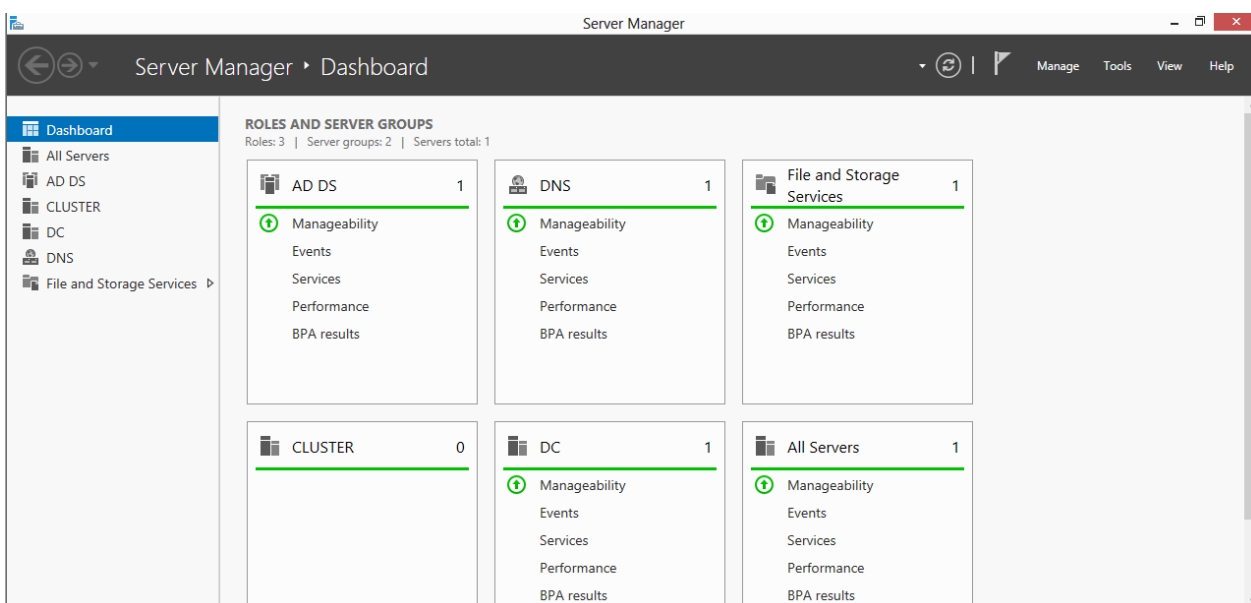 Server Manager
Server Manager • Dashboard
Manage Tools View Help
Dashboard
All Servers
AD DS
CLUSTER
DC
DNS
File and Storage Services
ROLES AND SERVER GROUPS
Roles: 3 | Server groups: 2 | Servers total: 1
AD DS 1
Manageability
Events
Services
Performance
BPA results
DNS 1
Manageability
Events
Services
Performance
BPA results
File and Storage
Services 1
Manageability
Events
Services
Performance
BPA results
CLUSTER 0
DC 1
Manageability
Events
Services
Performance
BPA results
All Servers 1
Manageability
Events
Services
Performance
BPA results